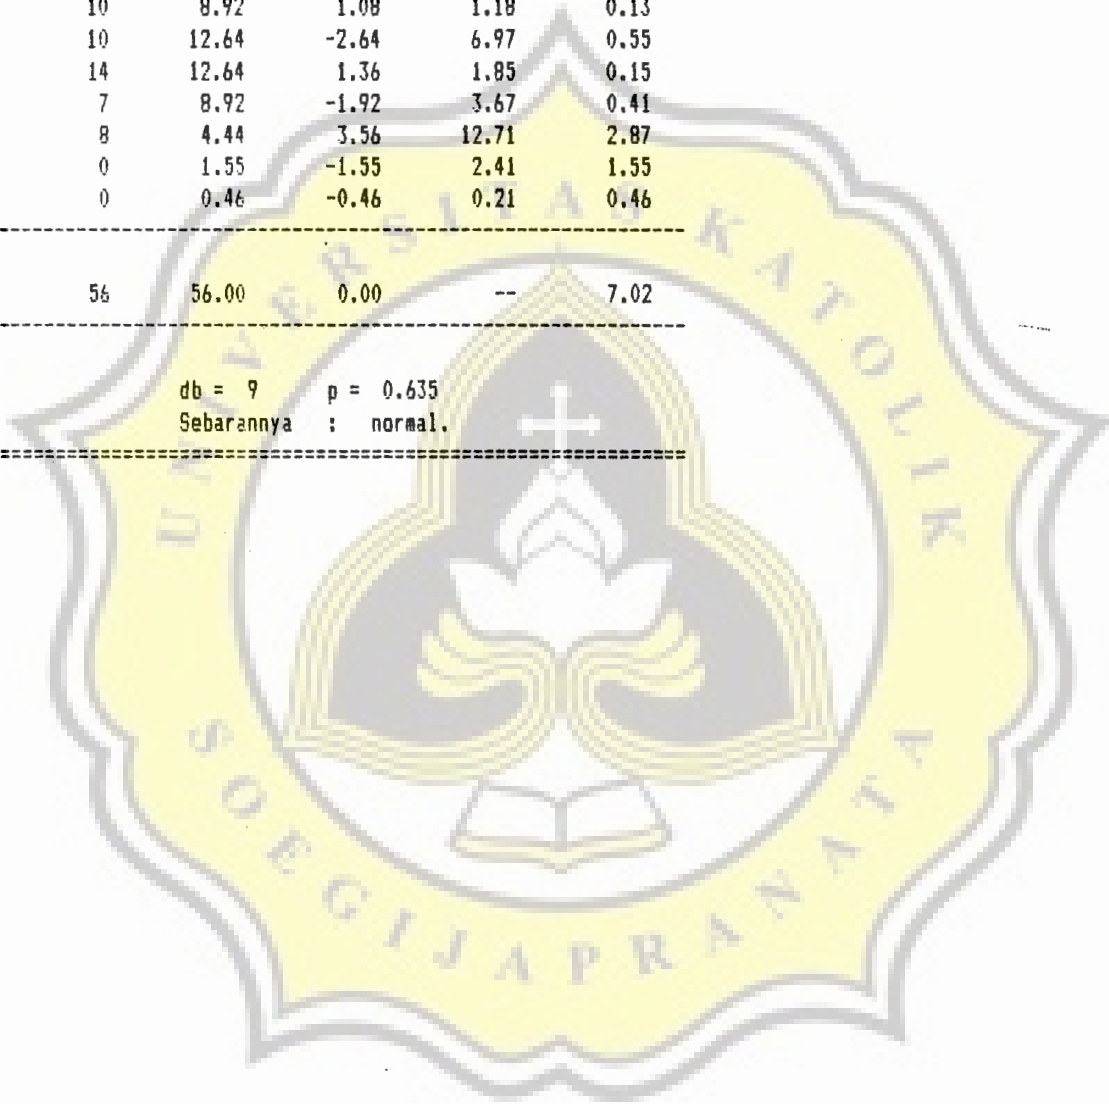 10 8.92 1.08 1.18 0.13
10 12.64 -2.64 6.97 0.55
14 12.64 1.36 1.85 0.15
7 8.92 -1.92 3.67 0.41
8 4.44 3.56 12.71 2.87
0 1.55 -1.55 2.41 1.55
0 0.46 -0.46 0.21 0.46
56 56.00 0.00 -- 7.02
db = 9 p = 0.635
Sebarannya : normal.
UNIVERSITAS KATOLIK
SOEGIJAPRANATA